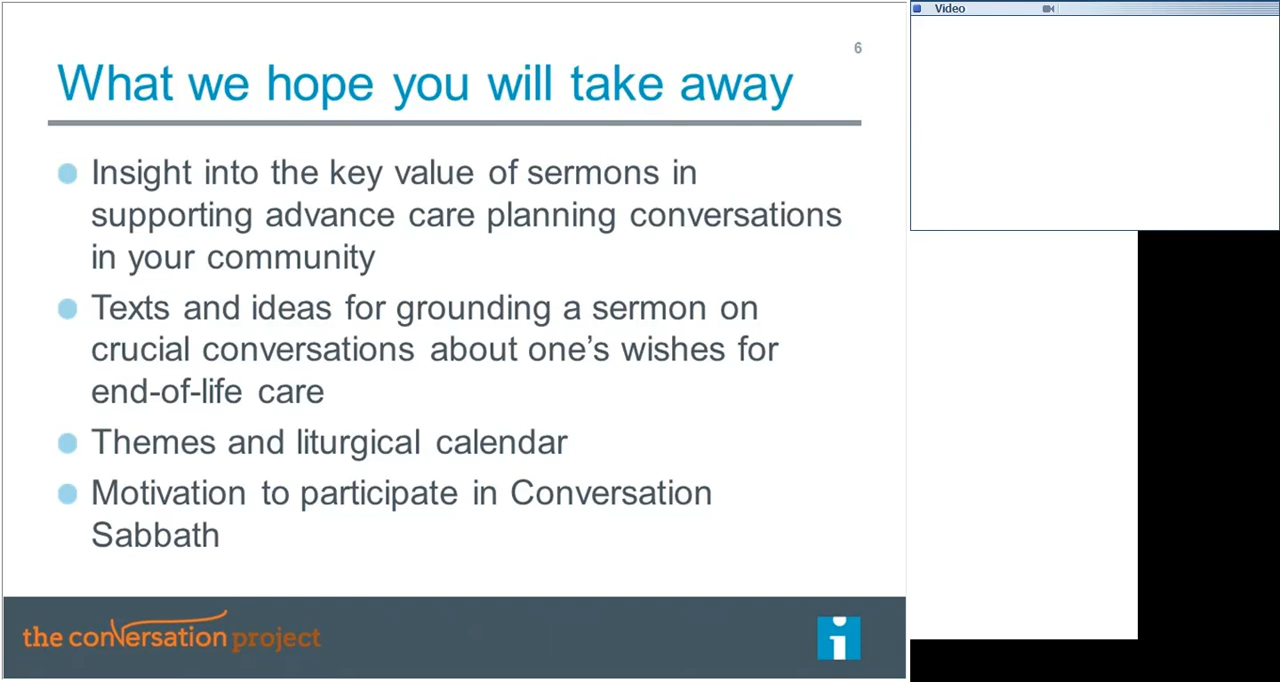 Video
6
What we hope you will take away
Insight into the key value of sermons in
supporting advance care planning conversations
in your community
Texts and ideas for grounding a sermon on
crucial conversations about one's wishes for
end-of-life care
Themes and liturgical calendar
Motivation to participate in Conversation
Sabbath
the conversation project
i